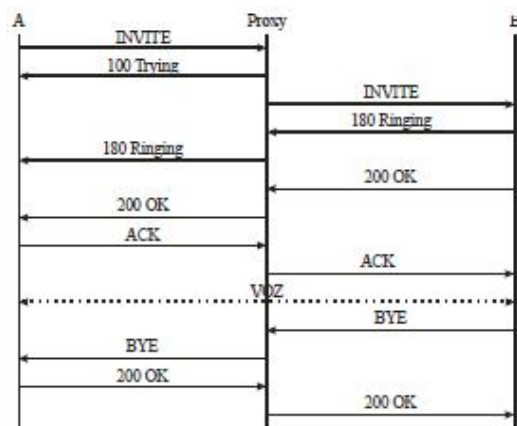 A Proxy
INVITE
100 Trying
INVITE
180 Ringing
180 Ringing
200 OK
200 OK
ACK
ACK
VOZ
BYE
BYE
200 OK
200 OK